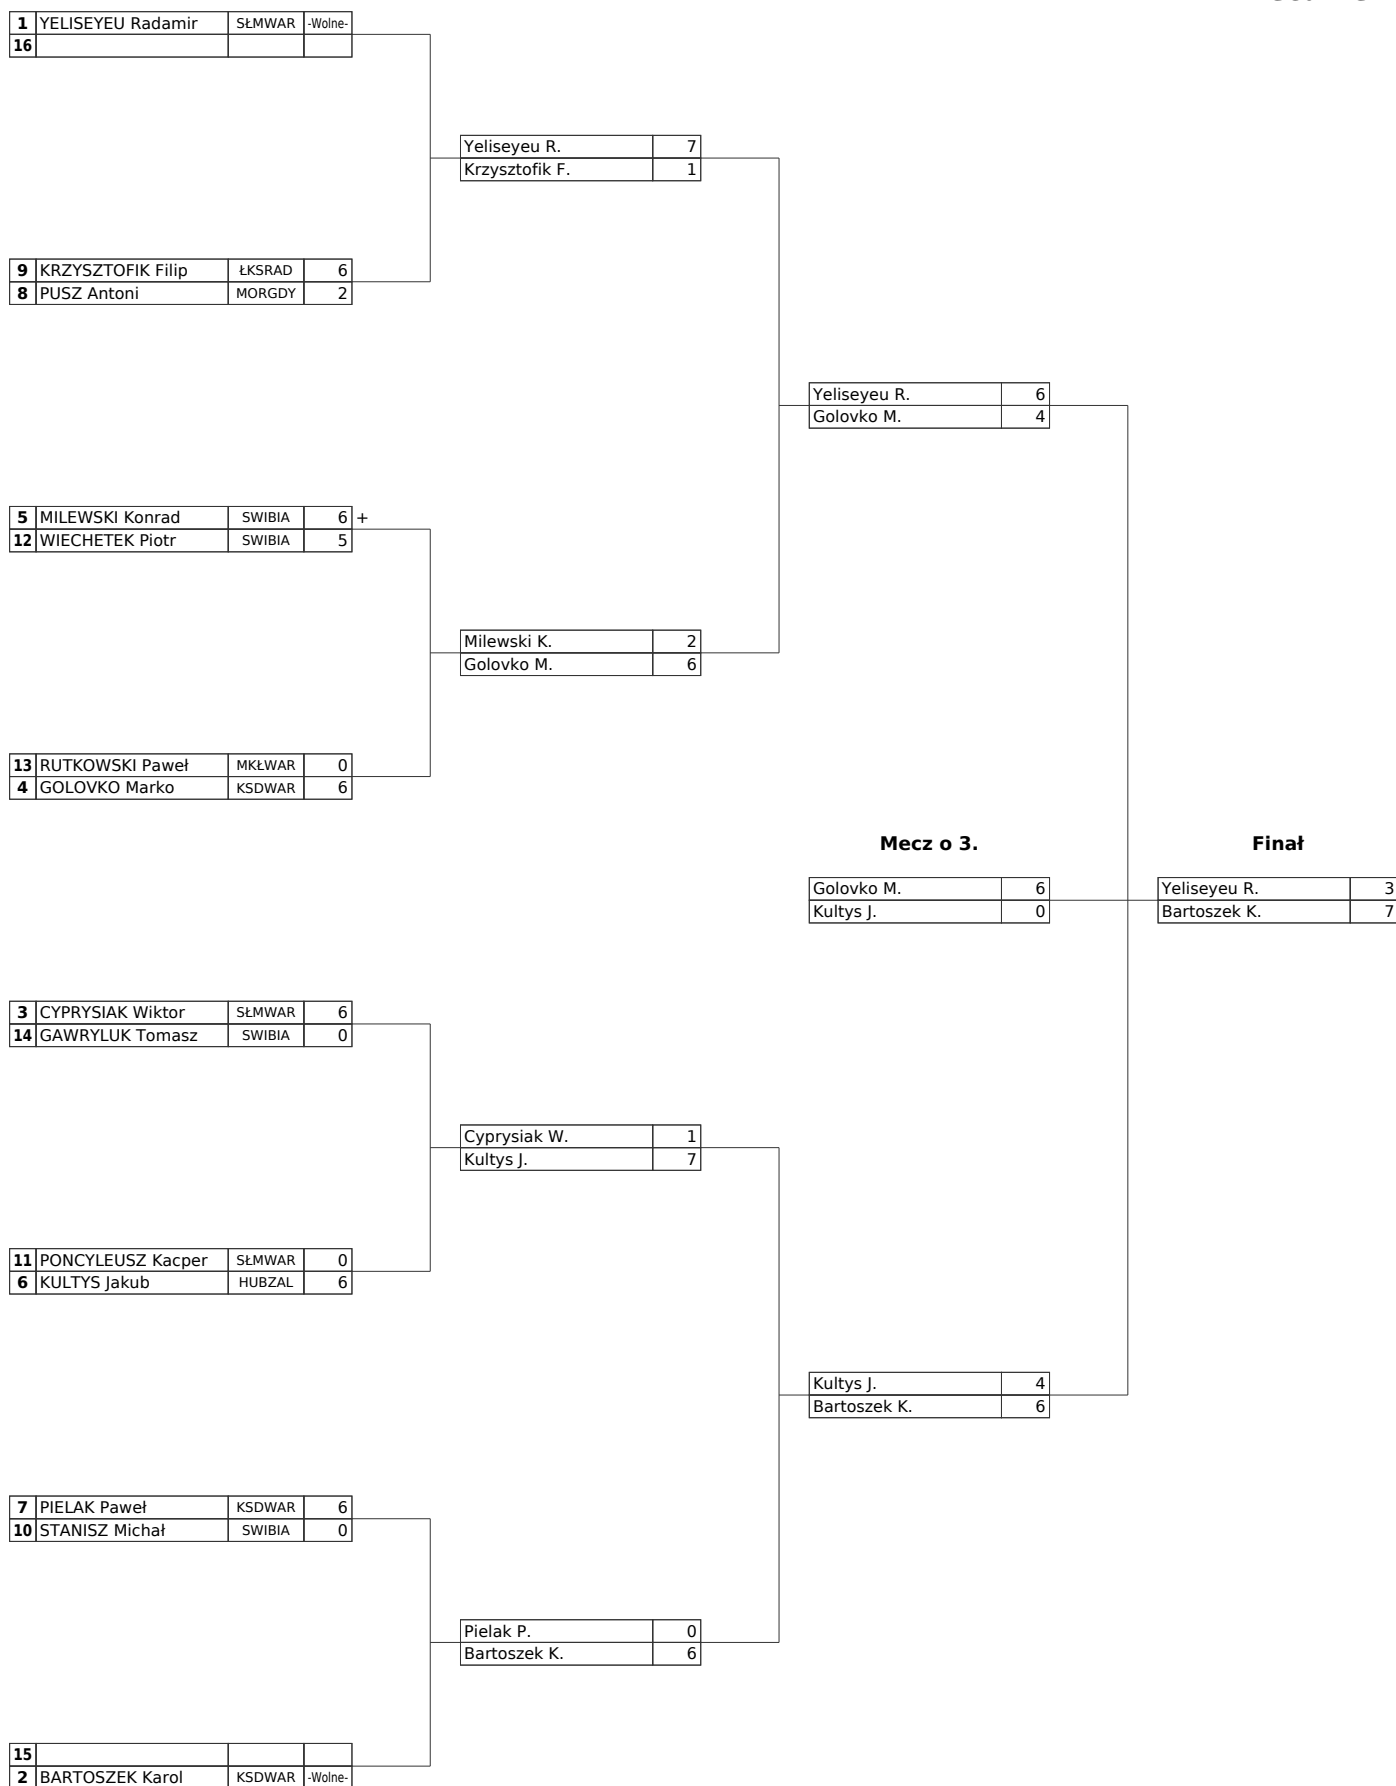 1 YELISEYEU Radamir SŁMWAR -Wolne-
16
Yeliseyeu R. 7
Krzysztofik F. 1
9 KRZYSZTOFIK Filip ŁKSRAD 6
8 PUSZ Antoni MORGDY 2
Yeliseyeu R. 6
Golovko M. 4
5 MILEWSKI Konrad SWIBIA 6 +
12 WIECHETEK Piotr SWIBIA 5
Milewski K. 2
Golovko M. 6
13 RUTKOWSKI Paweł MKŁWAR 0
4 GOLOVKO Marko KSDWAR 6
Mecz o 3. Finał
Golovko M. 6 Yeliseyeu R. 3
Kultys J. 0 Bartoszek K. 7
3 CYPRYSIAK Wiktor SŁMWAR 6
14 GAWRYLUK Tomasz SWIBIA 0
Cyprysiak W. 1
Kultys J. 7
11 PONCYLEUSZ Kacper SŁMWAR 0
6 KULTYS Jakub HUBZAL 6
Kultys J. 4
Bartoszek K. 6
7 PIELAK Paweł KSDWAR 6
10 STANISZ Michał SWIBIA 0
Pielak P. 0
Bartoszek K. 6
15
2 BARTOSZEK Karol KSDWAR -Wolne-